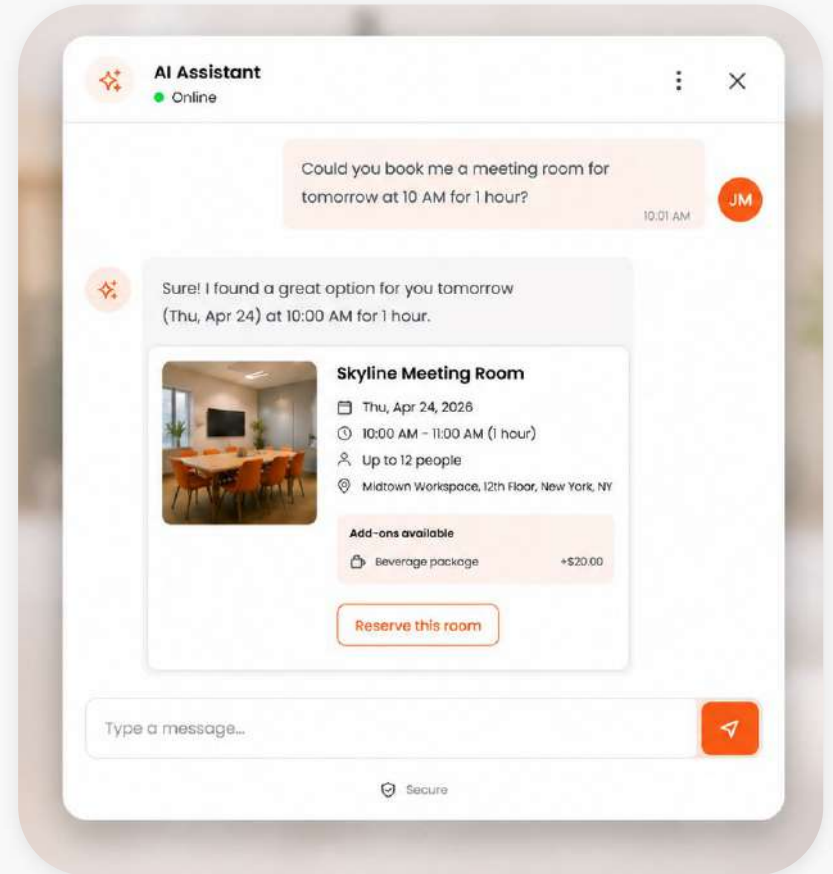 AI Assistant
Online
Could you book me a meeting room for
tomorrow at 10 AM for 1 hour?
10:01 AM
JM
Sure! I found a great option for you tomorrow
(Thu, Apr 24) at 10:00 AM for 1 hour.
Skyline Meeting Room
Thu, Apr 24, 2026
10:00 AM – 11:00 AM (1 hour)
Up to 12 people
Midtown Workspace, 12th Floor, New York, NY
Add-ons available
Beverage package +$20.00
Reserve this room
Type a message...
Secure